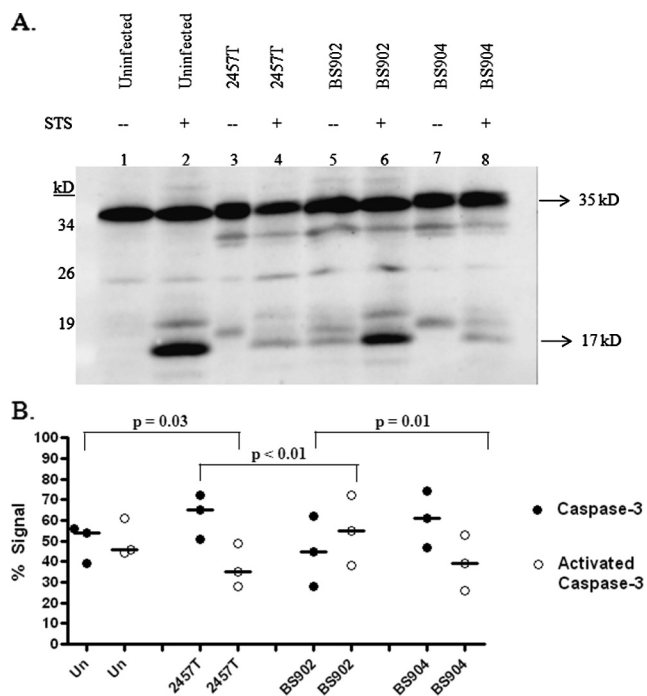 A.
Uninfected Uninfected 2457T 2457T BS902 BS902 BS904 BS904
STS -- + -- + -- + -- +
1 2 3 4 5 6 7 8
kD
35 kD
34
26
19
17 kD
B.
p = 0.03 p = 0.01
p < 0.01
100
90
80
70
60
50
40
30
20
10
0
% Signal
Caspase-3
Activated
Caspase-3
Un Un 2457T 2457T BS902 BS902 BS904 BS904